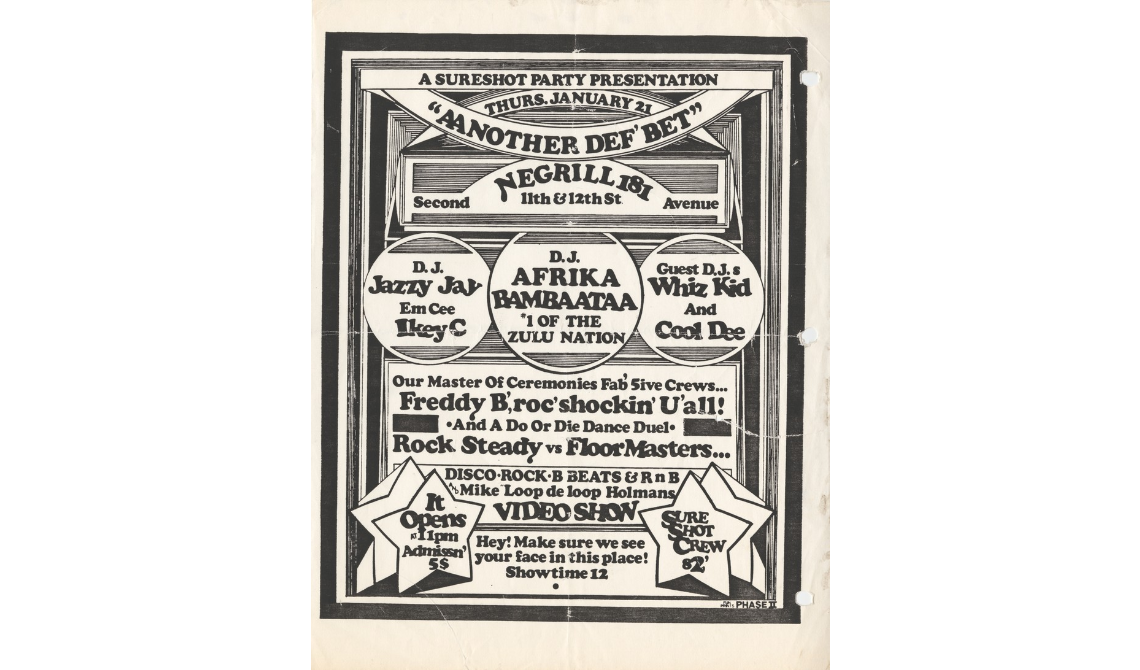 A SURESHOT PARTY PRESENTATION
THURS. JANUARY 21
"AANOTHER DEF' BET"
NEGRILL 181
11th & 12th St.
Second Avenue
D.J.
Jazzy Jay
Em Cee
Ikey C
D.J.
AFRIKA
BAMBAATAA
*1 OF THE
ZULU NATION
Guest D.J.s
Whiz Kid
And
Cool Dee
Our Master Of Ceremonies Fab' 5ive Crews...
Freddy B', roc'shockin' U'all!
•And A Do Or Die Dance Duel•
Rock Steady vs FloorMasters...
DISCO•ROCK•B BEATS & R n B
Mike Loop de loop Holmans
VIDEO SHOW
It
Opens
AT 11pm
Admissn'
5$
Hey! Make sure we see
your face in this place!
Showtime 12
SURE
SHOT
CREW
82'
PHASE II